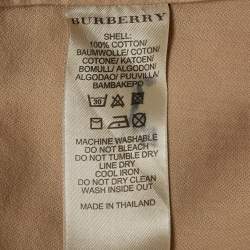 BURBERRY
SHELL:
100% COTTON/
BAUMWOLLE/ COTON/
COTONE/ KATOEN/
BOMULL/ ALGODON/
ALGODAO/ PUUVILLA/
BAMBAKEPO
30
MACHINE WASHABLE
DO NOT BLEACH
DO NOT TUMBLE DRY
LINE DRY
COOL IRON
DO NOT DRY CLEAN
WASH INSIDE OUT
MADE IN THAILAND